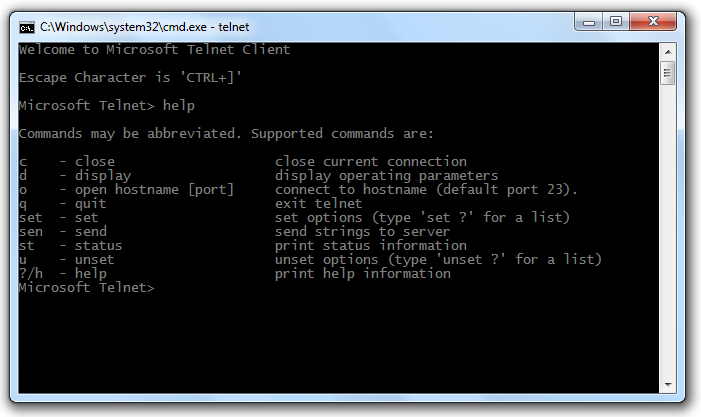 C:\Windows\system32\cmd.exe - telnet
Welcome to Microsoft Telnet Client
Escape Character is 'CTRL+]'
Microsoft Telnet> help
Commands may be abbreviated. Supported commands are:
c    - close                    close current connection
d    - display                  display operating parameters
o    - open hostname [port]     connect to hostname (default port 23).
q    - quit                     exit telnet
set  - set                      set options (type 'set ?' for a list)
sen  - send                     send strings to server
st   - status                   print status information
u    - unset                    unset options (type 'unset ?' for a list)
?/h  - help                     print help information
Microsoft Telnet>